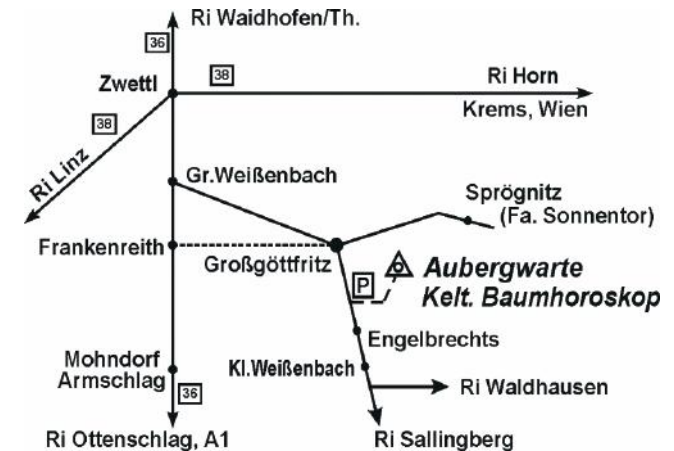 Ri Waidhofen/Th.
36
Zwettl
38
Ri Horn
Krems, Wien
38
Ri Linz
Gr.Weißenbach
Sprögnitz
(Fa. Sonnentor)
Frankenreith
Großgöttfritz
Aubergwarte
Kelt. Baumhoroskop
P
Engelbrechts
Mohndorf
Armschlag
Kl.Weißenbach
36
Ri Waldhausen
Ri Ottenschlag, A1
Ri Sallingberg